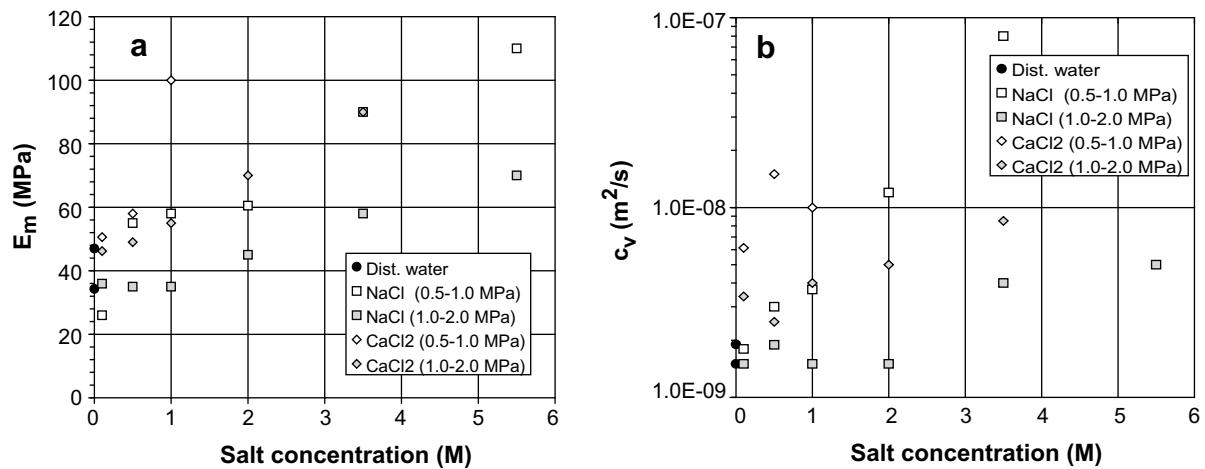 a
120
100
80
60
40
20
0
E_m (MPa)
Dist. water
NaCl (0.5-1.0 MPa)
NaCl (1.0-2.0 MPa)
CaCl2 (0.5-1.0 MPa)
CaCl2 (1.0-2.0 MPa)
0 1 2 3 4 5 6
Salt concentration (M)
b
1.0E-07
1.0E-08
1.0E-09
c_v (m²/s)
Dist. water
NaCl (0.5-1.0 MPa)
NaCl (1.0-2.0 MPa)
CaCl2 (0.5-1.0 MPa)
CaCl2 (1.0-2.0 MPa)
0 1 2 3 4 5 6
Salt concentration (M)